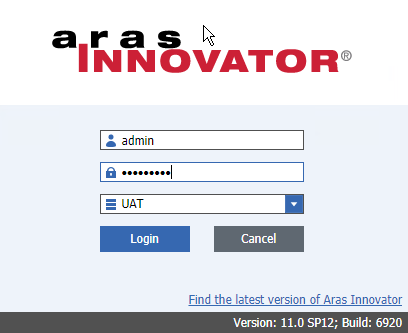 aras
INNOVATOR®
admin
•••••••••
UAT
Login
Cancel
Find the latest version of Aras Innovator
Version: 11.0 SP12; Build: 6920